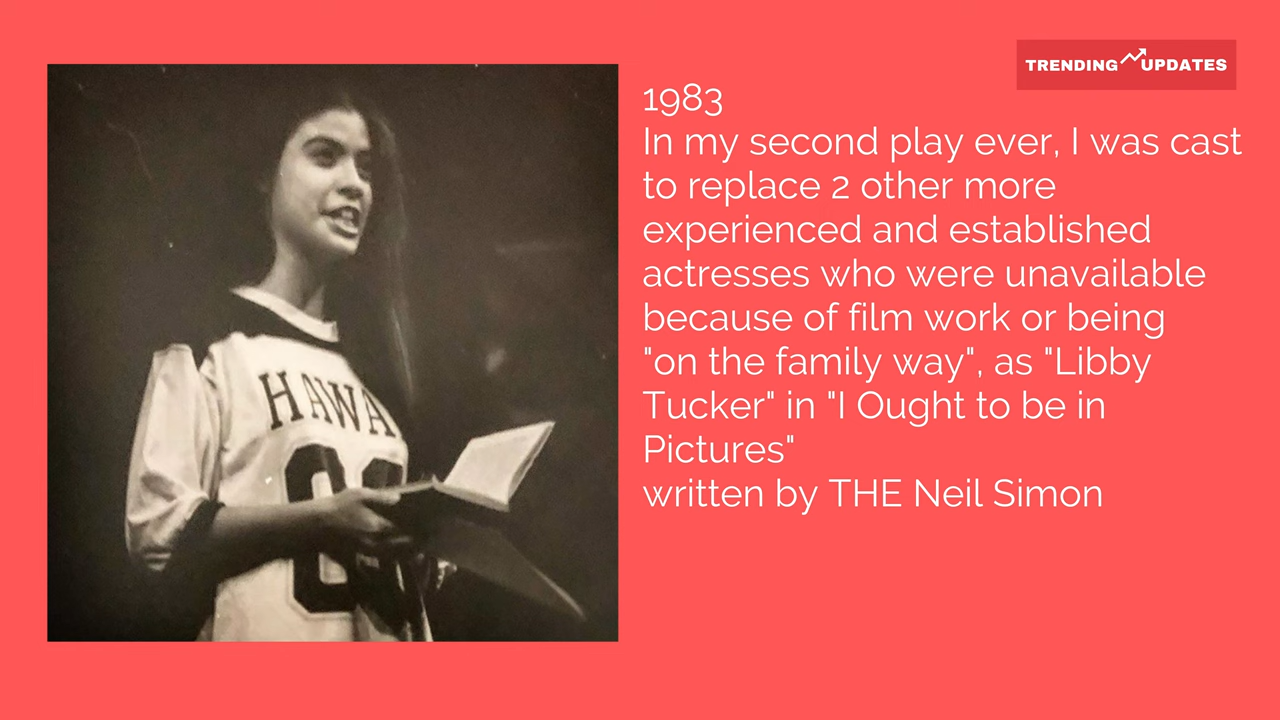 TRENDING UPDATES
1983
In my second play ever, I was cast
to replace 2 other more
experienced and established
actresses who were unavailable
because of film work or being
"on the family way", as "Libby
Tucker" in "I Ought to be in
Pictures"
written by THE Neil Simon
HAWA